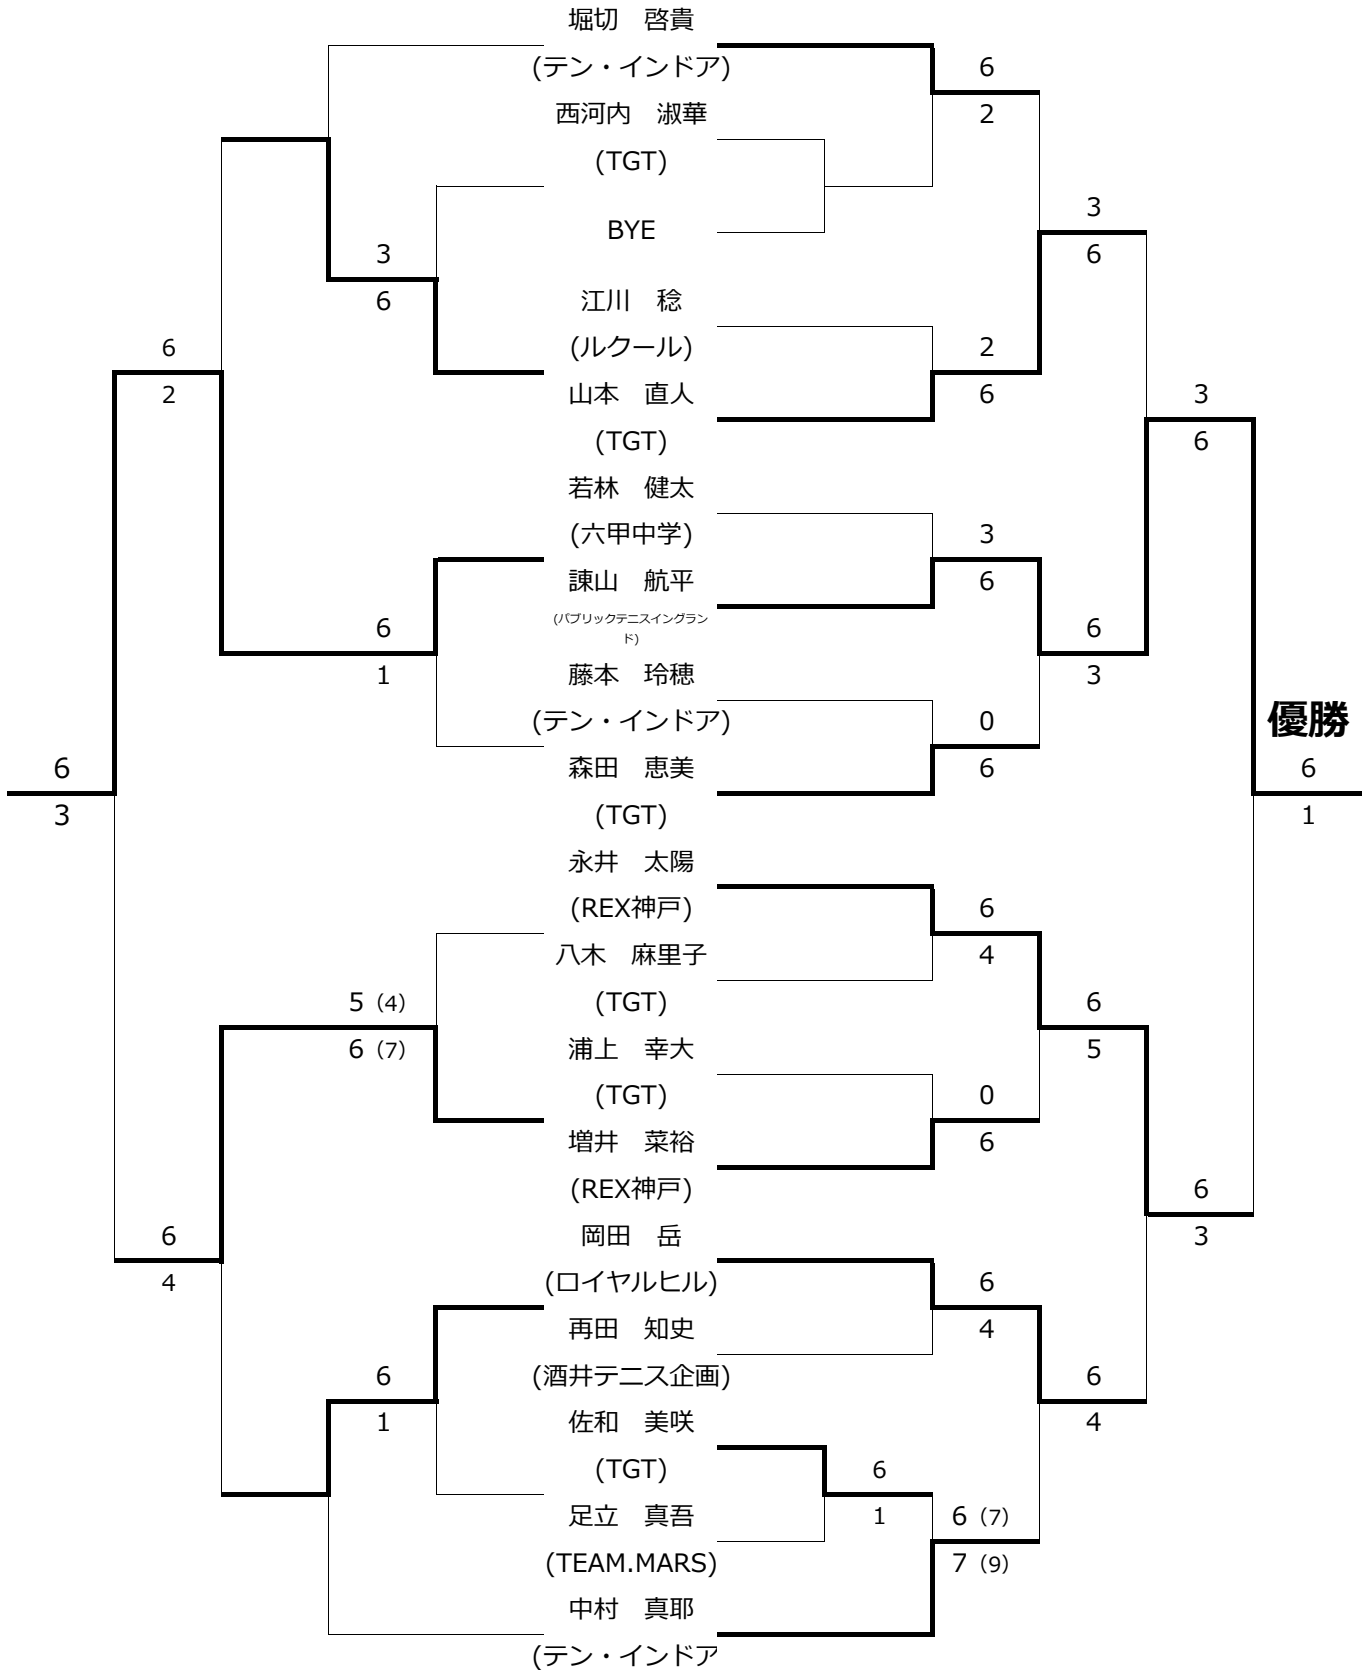 堀切　啓貴
(テン・インドア)
6
西河内　淑華
2
(TGT)
3
BYE
3
6
6
江川　稔
6
(ルクール)
2
2
山本　直人
6
3
(TGT)
6
若林　健太
(六甲中学)
3
諌山　航平
6
(パブリックテニスイングラン
ド)
6
6
1
藤本　玲穂
3
(テン・インドア)
0
優勝
6
森田　恵美
6
6
3
(TGT)
1
永井　太陽
(REX神戸)
6
八木　麻里子
4
5（4）
(TGT)
6
6（7）
浦上　幸大
5
(TGT)
0
増井　菜裕
6
(REX神戸)
6
6
岡田　岳
3
4
(ロイヤルヒル)
6
再田　知史
4
6
(酒井テニス企画)
6
1
佐和　美咲
4
(TGT)
6
足立　真吾
1
6（7）
(TEAM.MARS)
7（9）
中村　真耶
(テン・インドア